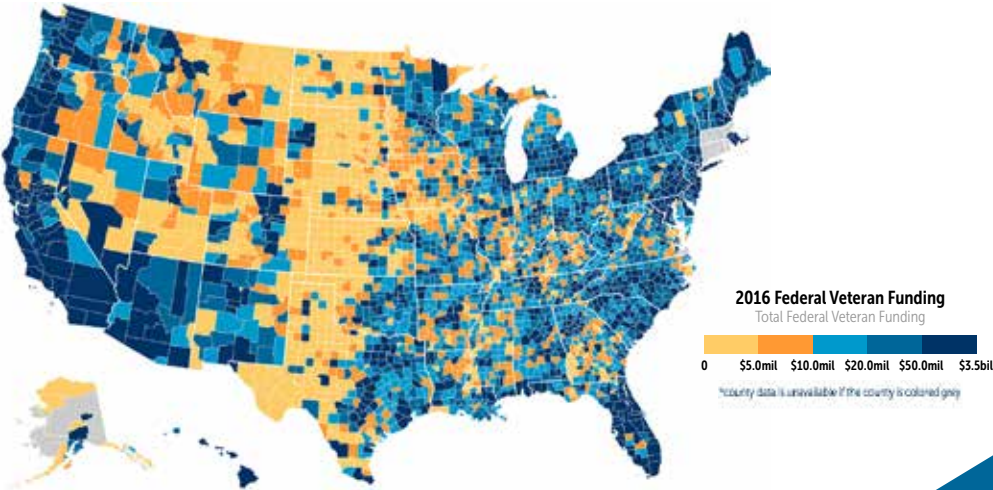 2016 Federal Veteran Funding
Total Federal Veteran Funding
0 $5.0mil $10.0mil $20.0mil $50.0mil $3.5bil
*county data is unavailable if the county is colored grey